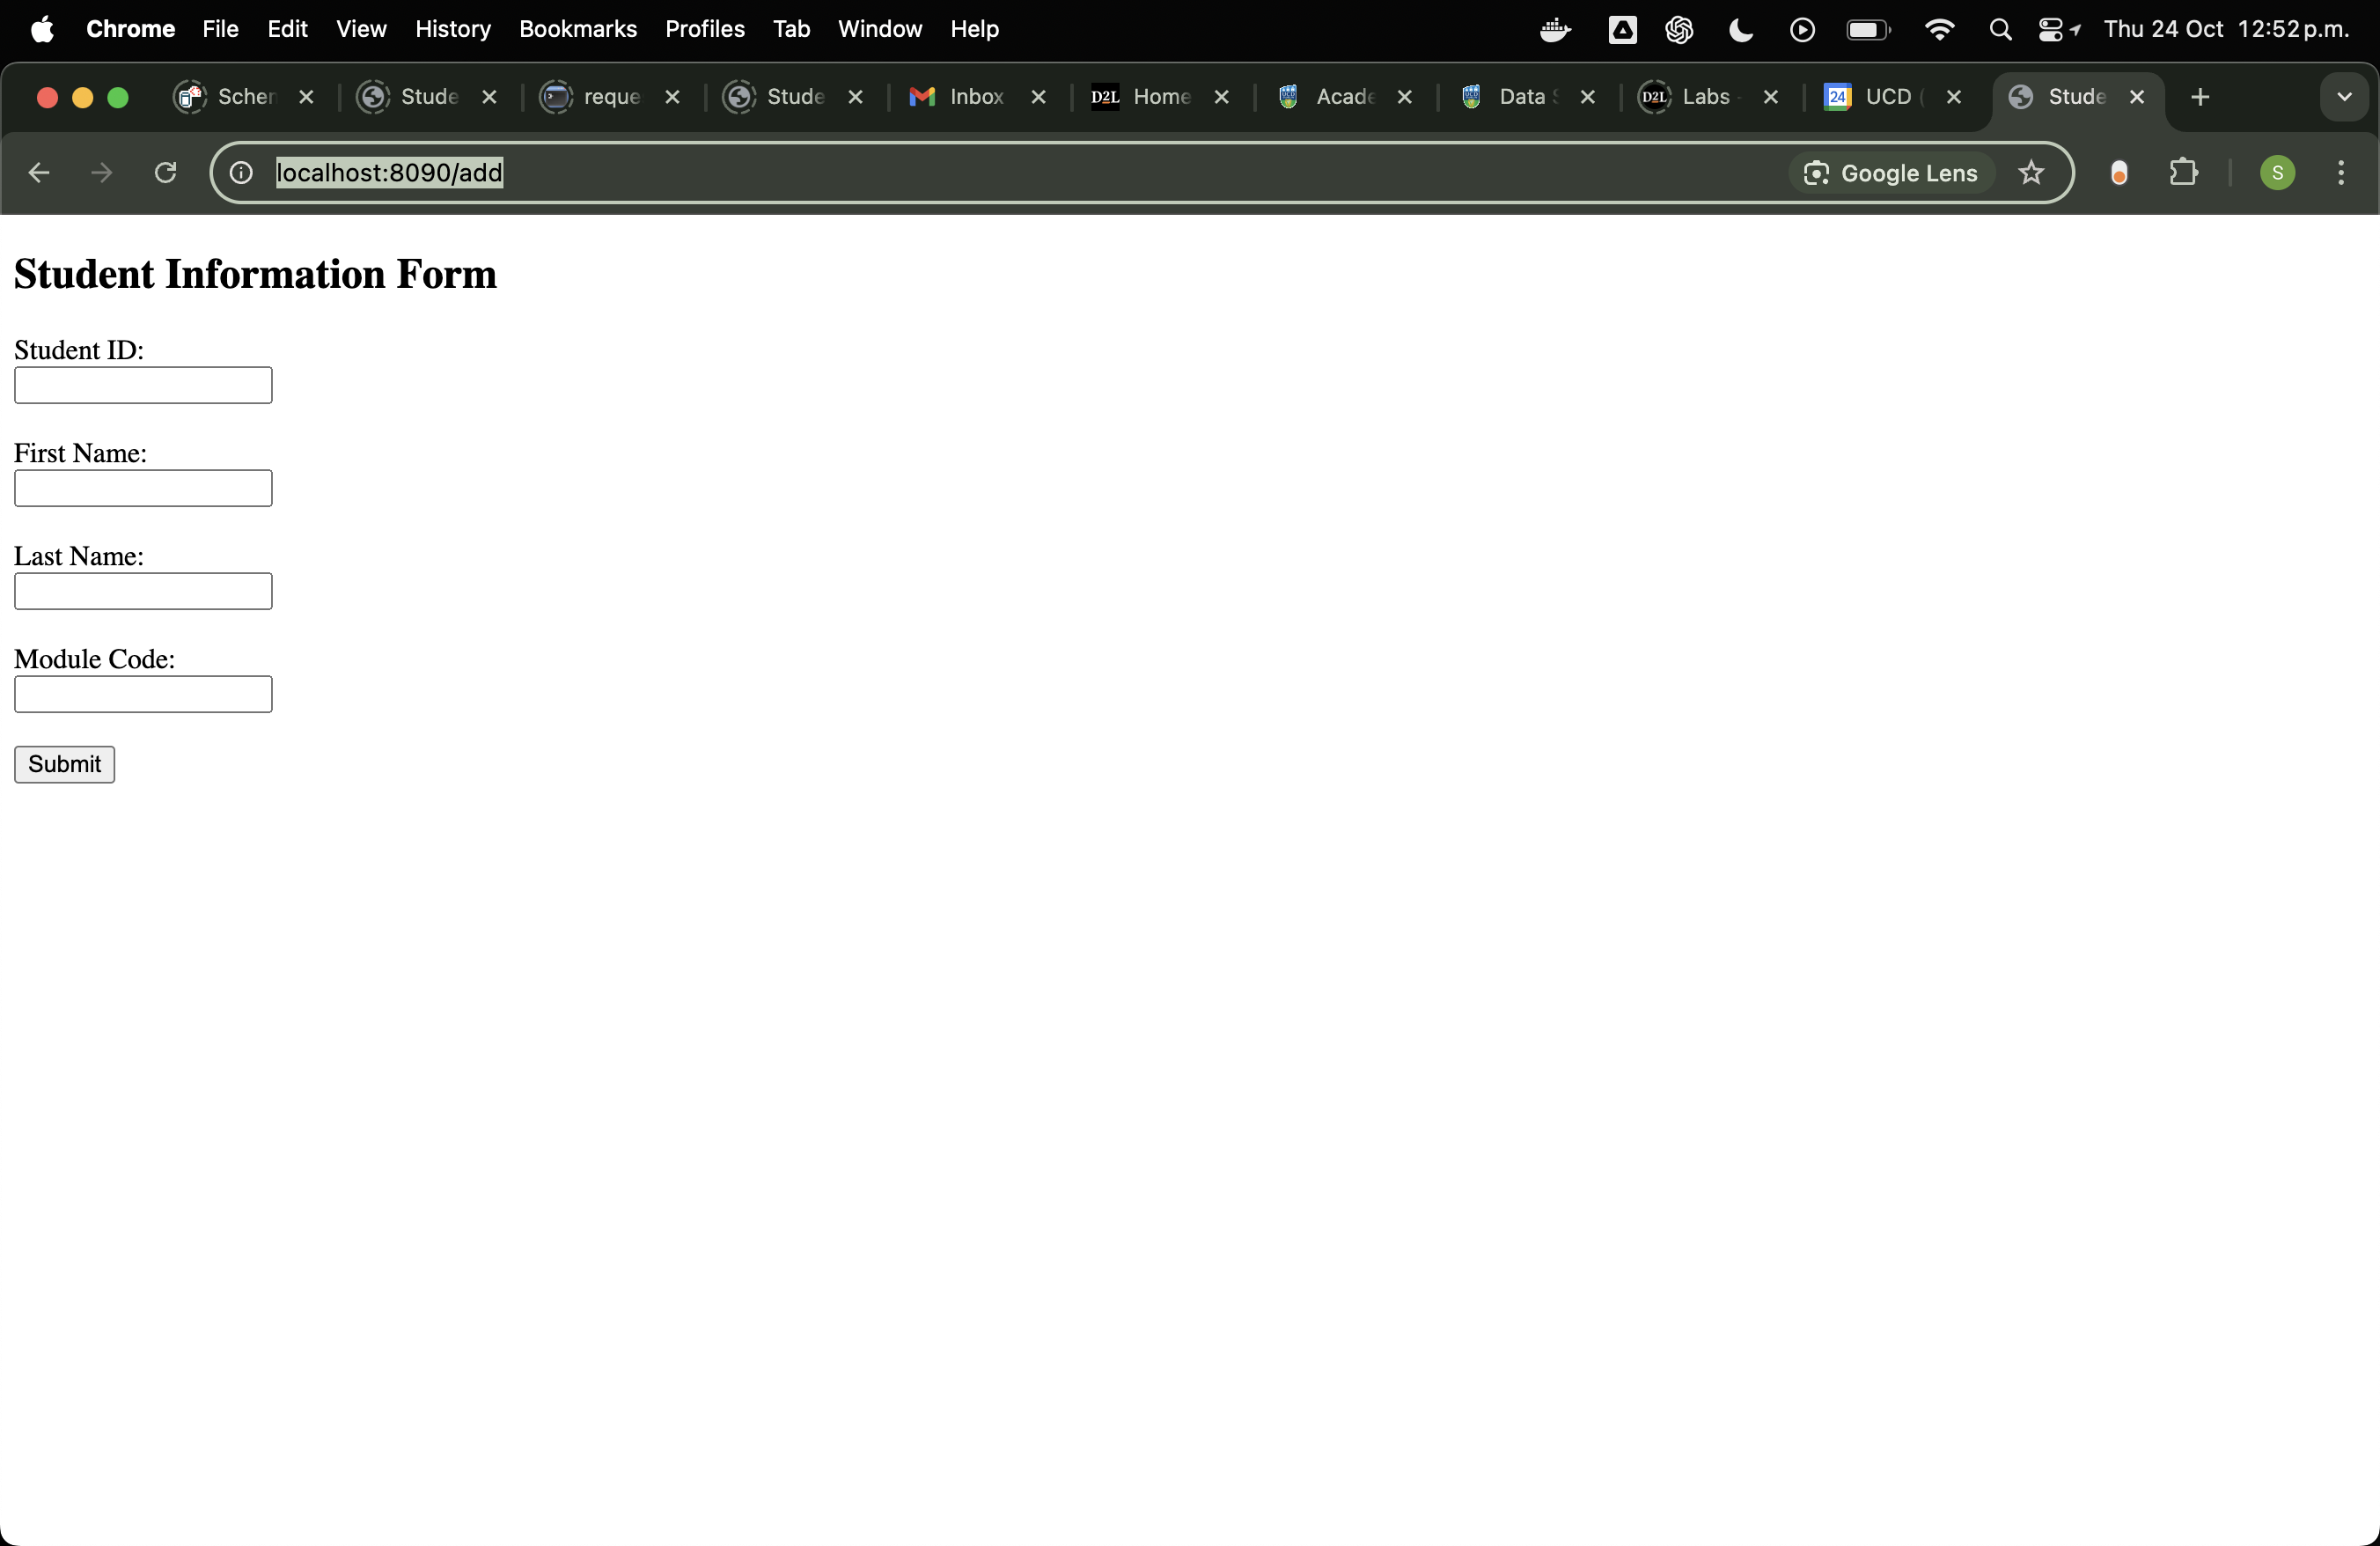 Chrome File Edit View History Bookmarks Profiles Tab Window Help Thu 24 Oct 12:52 p.m.
Stude reque Stude Inbox D2L Home Data D2L Labs 24 UCD Stude
localhost:8090/add Google Lens S
Student Information Form
Student ID:
First Name:
Last Name:
Module Code:
Submit